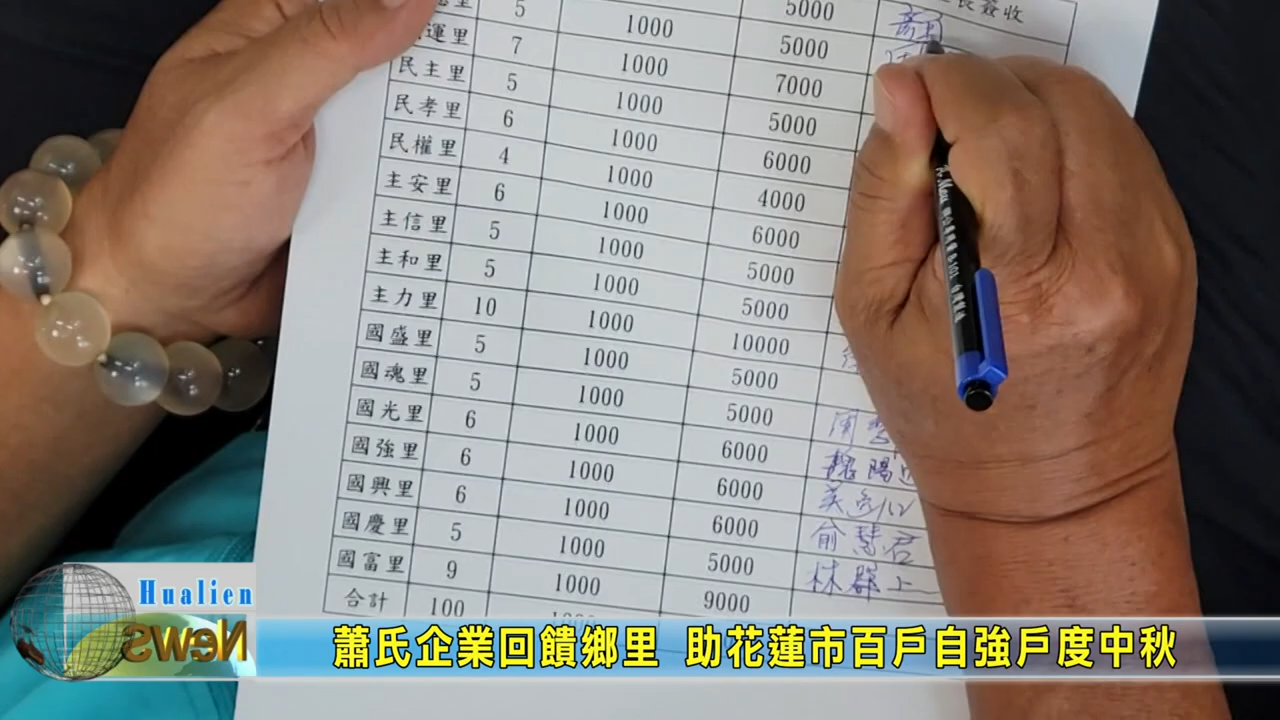 長簽收
5000
里 5 1000 5000
運里 7 1000 7000
民主里 5 1000 5000
民孝里 6 1000 6000
民權里 4 1000 4000
主安里 6 1000 6000
主信里 5 1000 5000
主和里 5 1000 5000
主力里 10 1000 10000
國盛里 5 1000 5000
國魂里 5 1000 5000 周
國光里 6 1000 6000 魏陽
國強里 6 1000 6000
國興里 6 1000 6000 俞慧君
國慶里 5 1000 5000 林
國富里 9 1000 9000
合計 100
Hualien
News
蕭氏企業回饋鄉里 助花蓮市百戶自強戶度中秋